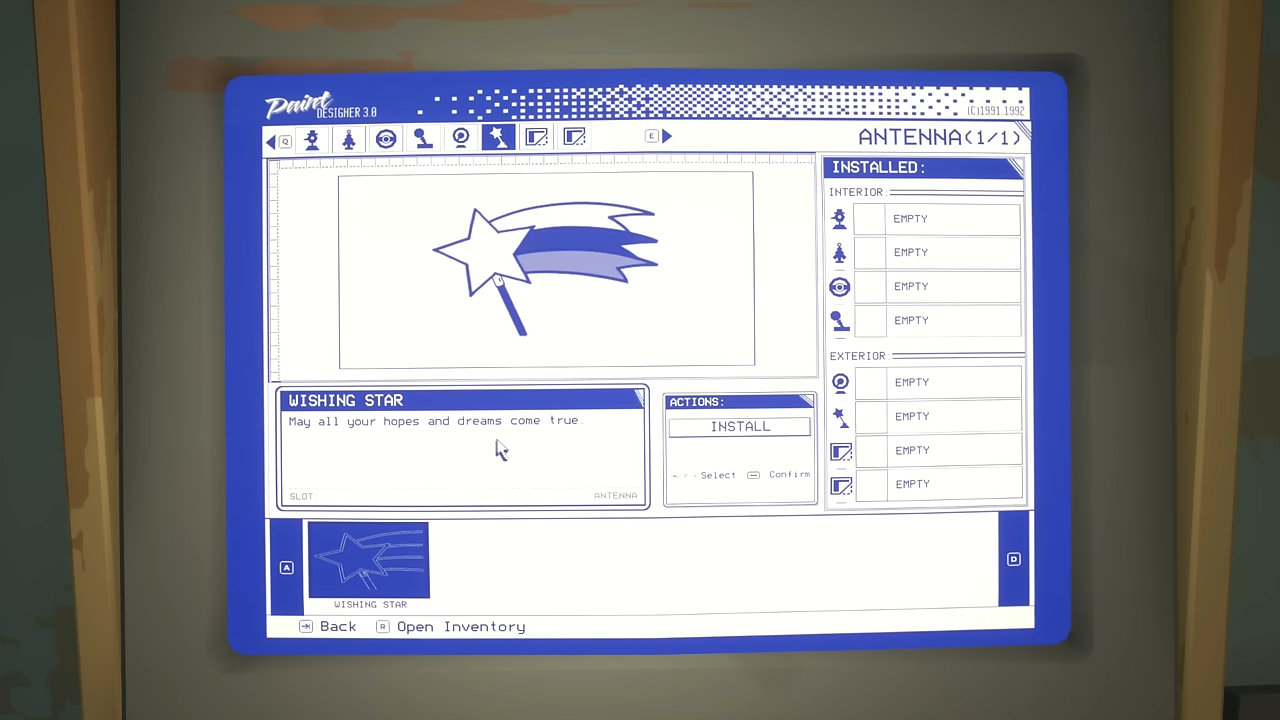 Paint
DESIGNER 3.0
(C)1991.1992
Q
E
ANTENNA(1/1)
INSTALLED:
INTERIOR:
EMPTY
EMPTY
EMPTY
EMPTY
EXTERIOR:
EMPTY
EMPTY
EMPTY
EMPTY
WISHING STAR
May all your hopes and dreams come true.
SLOT
ANTENNA
ACTIONS:
INSTALL
Select
Confirm
A
D
WISHING STAR
Back
R
Open Inventory